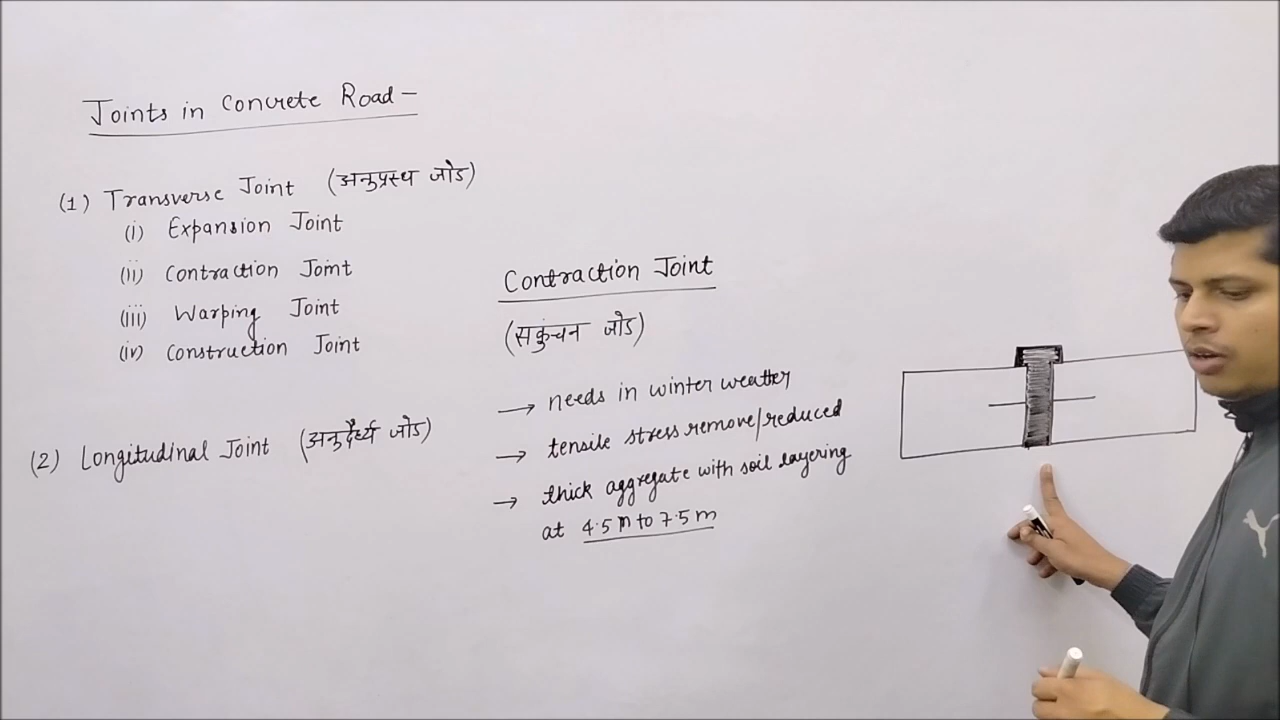 Joints in Concrete Road -
(1) Transverse Joint (अनुप्रस्थ जोड)
(i) Expansion Joint
(ii) Contraction Joint
(iii) Warping Joint
(iv) Construction Joint
(2) Longitudinal Joint (अनुदैर्ध्य जोड)
Contraction Joint
(सकुंचन जोड)
→ needs in winter weather
→ tensile stress remove/reduced
→ thick aggregate with soil layering
at 4.5 m to 7.5 m